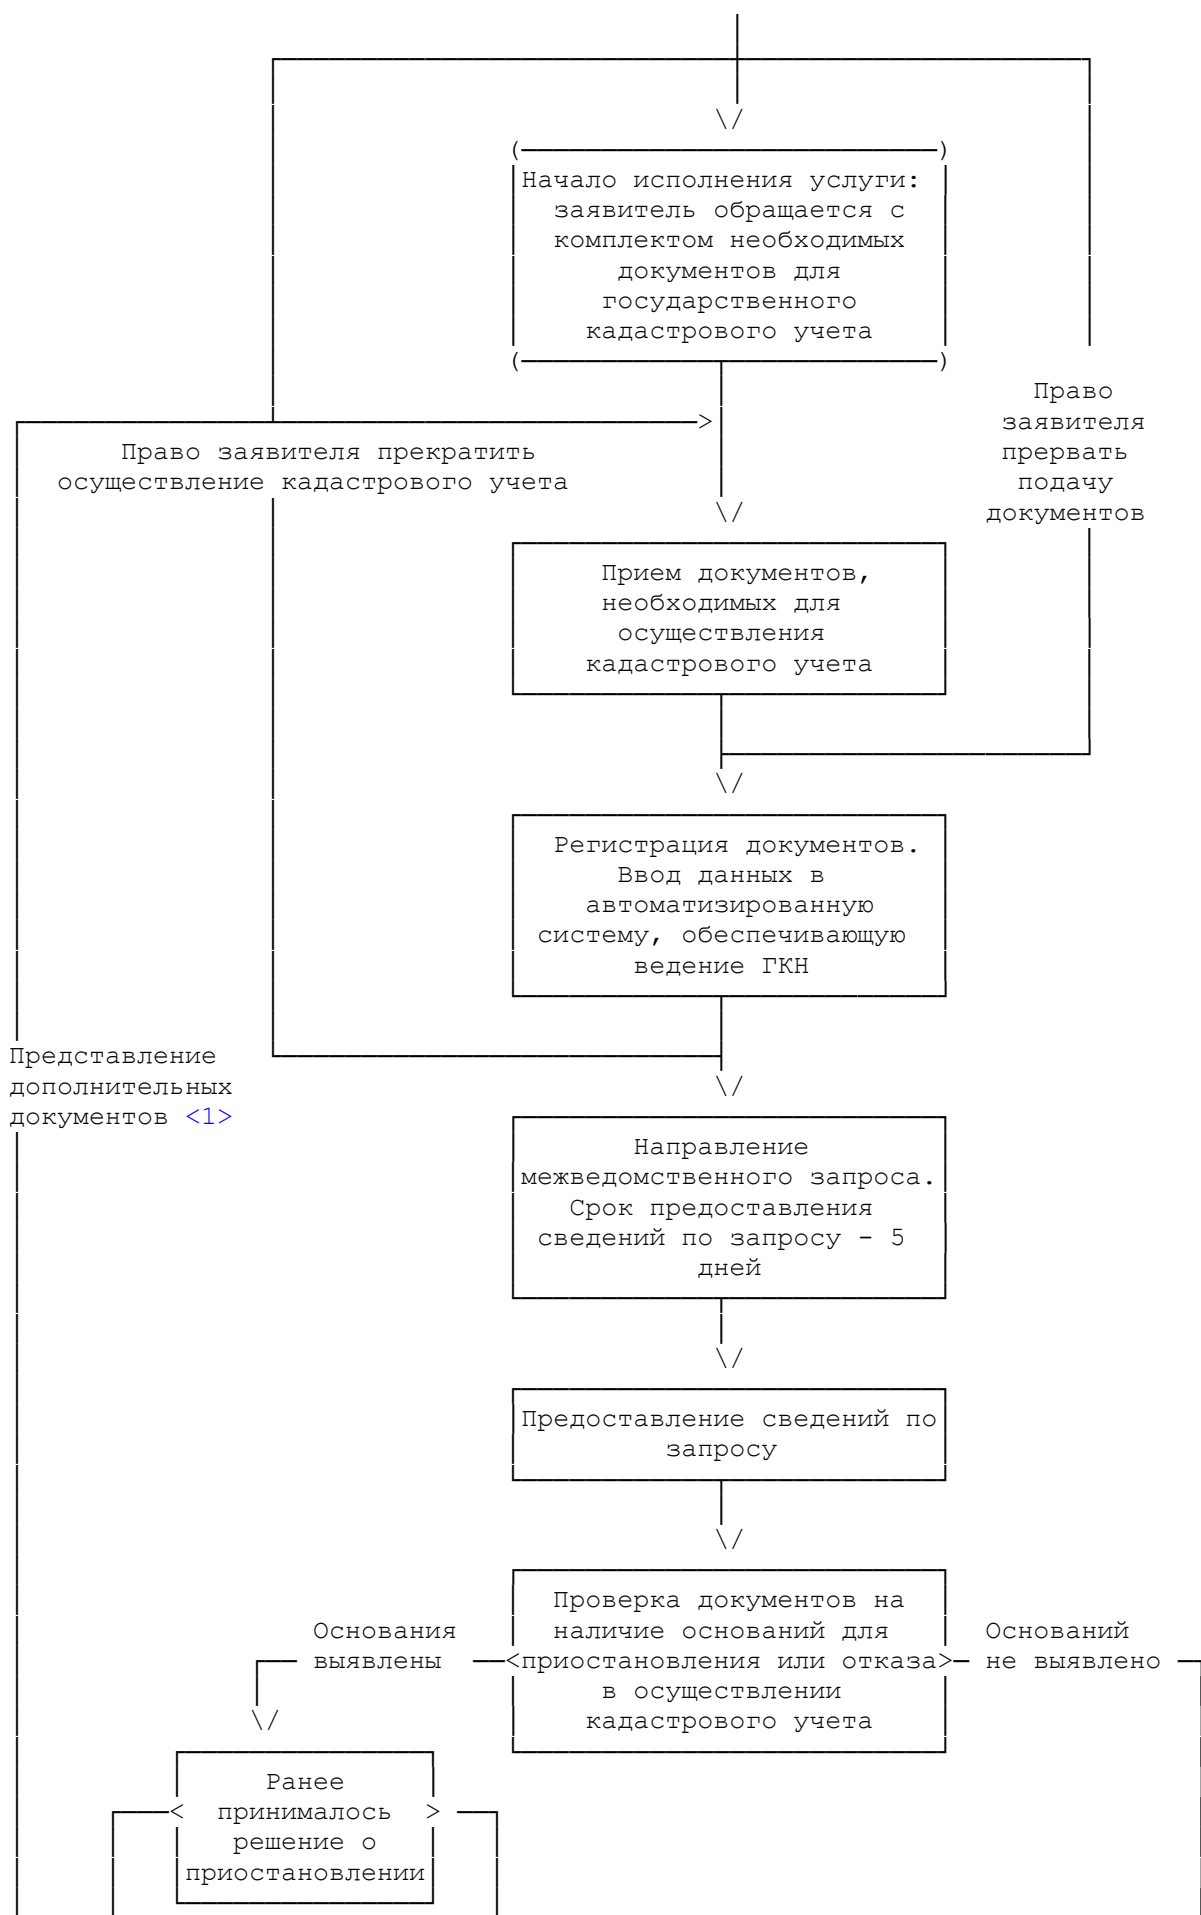 Начало исполнения услуги:
заявитель обращается с
комплектом необходимых
документов для
государственного
кадастрового учета
Право
заявителя
прервать
подачу
документов
Право заявителя прекратить
осуществление кадастрового учета
Прием документов,
необходимых для
осуществления
кадастрового учета
Регистрация документов.
Ввод данных в
автоматизированную
систему, обеспечивающую
ведение ГКН
Представление
дополнительных
документов <1>
Направление
межведомственного запроса.
Срок предоставления
сведений по запросу - 5
дней
Предоставление сведений по
запросу
Проверка документов на
наличие оснований для
приостановления или отказа
в осуществлении
кадастрового учета
Основания
выявлены
Оснований
не выявлено
Ранее
принималось
решение о
приостановлении